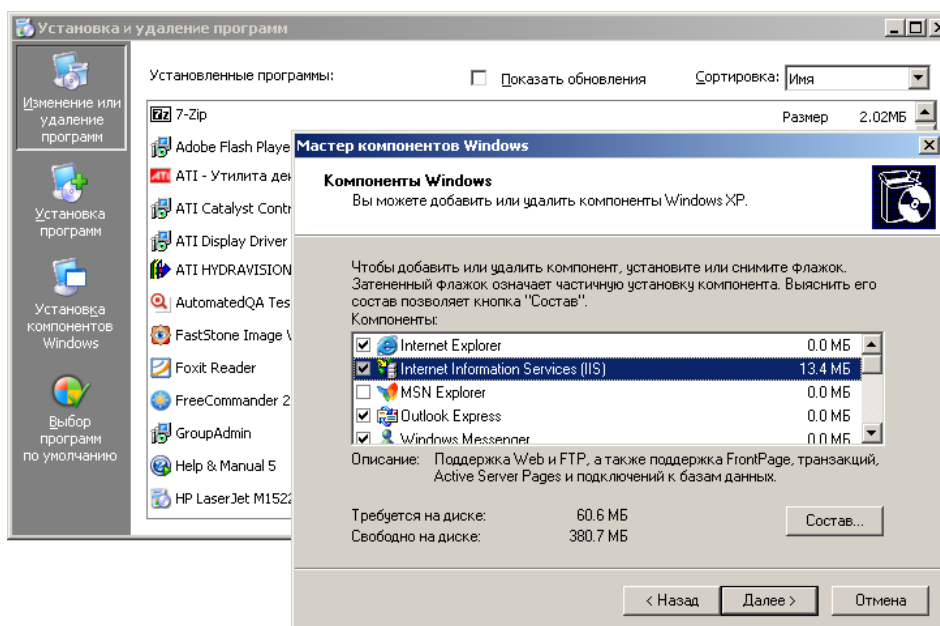 Установка и удаление программ
Изменение или
удаление
программ
Установка
программ
Установка
компонентов
Windows
Выбор
программ
по умолчанию
Установленные программы:
Показать обновления
Сортировка: Имя
7-Zip
Размер 2.02МБ
Adobe Flash Playe
ATI - Утилита
ATI Catalyst Contr
ATI Display Driver
ATI HYDRAVISION
AutomatedQA Tes
FastStone Image
Foxit Reader
FreeCommander 2
GroupAdmin
Help & Manual 5
HP LaserJet M1522
Мастер компонентов Windows
Компоненты Windows
Вы можете добавить или удалить компоненты Windows XP.
Чтобы добавить или удалить компонент, установите или снимите флажок.
Затененный флажок означает частичную установку компонента. Выяснить его
состав позволяет кнопка "Состав".
Компоненты:
Internet Explorer 0.0 МБ
Internet Information Services (IIS) 13.4 МБ
MSN Explorer 0.0 МБ
Outlook Express 0.0 МБ
Windows Messenger 0.0 МБ
Описание: Поддержка Web и FTP, а также поддержка FrontPage, транзакций,
Active Server Pages и подключений к базам данных.
Требуется на диске: 60.6 МБ
Свободно на диске: 380.7 МБ
Состав...
< Назад
Далее >
Отмена